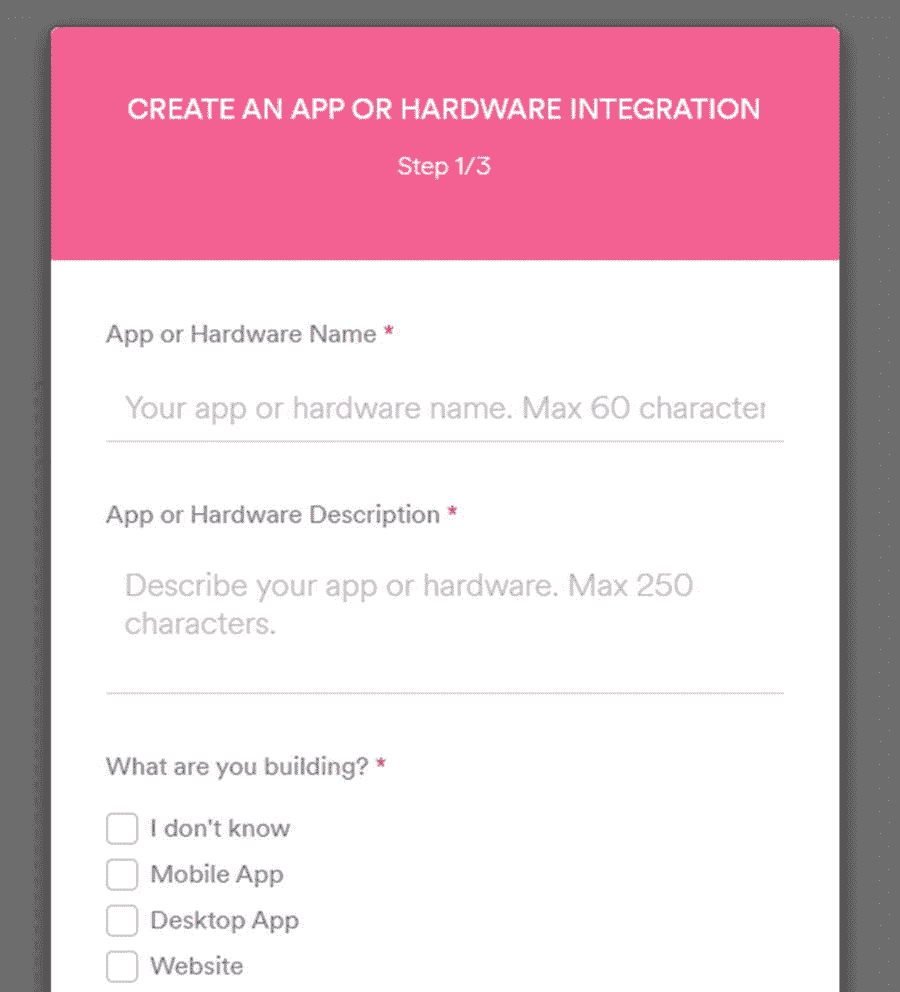 CREATE AN APP OR HARDWARE INTEGRATION
Step 1/3
App or Hardware Name *
Your app or hardware name. Max 60 character
App or Hardware Description *
Describe your app or hardware. Max 250
characters.
What are you building? *
I don't know
Mobile App
Desktop App
Website